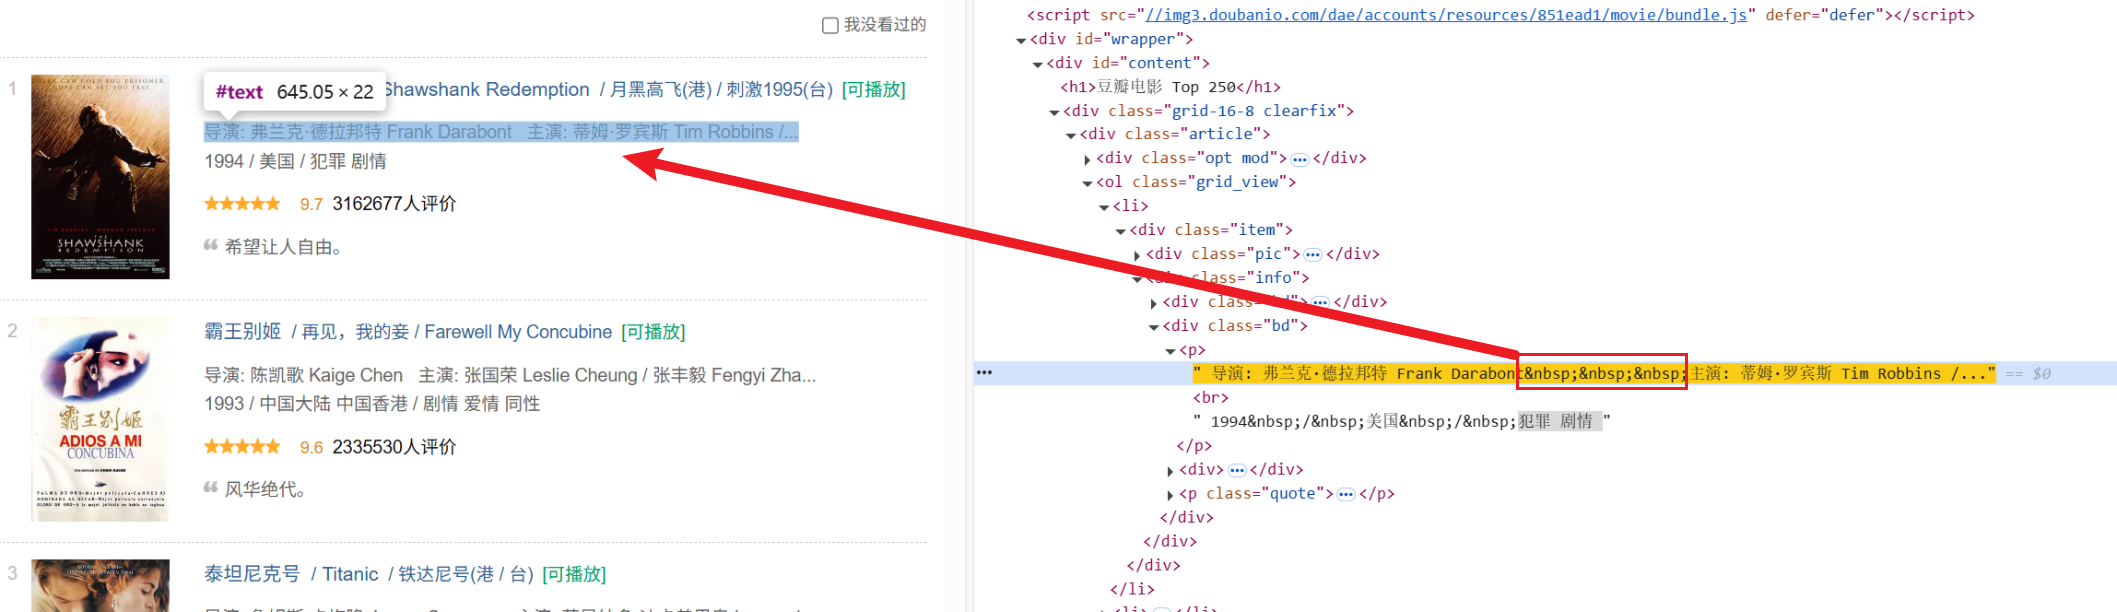 我没看过的
1
#text 645.05 × 22
Shawshank Redemption / 月黑高飞(港) / 刺激1995(台) [可播放]
导演: 弗兰克·德拉邦特 Frank Darabont 主演: 蒂姆·罗宾斯 Tim Robbins /...
1994 / 美国 / 犯罪 剧情
9.7 3162677人评价
希望让人自由。
THE
SHAWSHANK
REDEMPTION
2
霸王别姬 / 再见，我的妾 / Farewell My Concubine [可播放]
导演: 陈凯歌 Kaige Chen 主演: 张国荣 Leslie Cheung / 张丰毅 Fengyi Zha...
1993 / 中国大陆 中国香港 / 剧情 爱情 同性
9.6 2335530人评价
风华绝代。
霸王别姬
ADIOS A MI
CONCUBINA
3
泰坦尼克号 / Titanic / 铁达尼号(港 / 台) [可播放]
<script src="//img3.doubanio.com/dae/accounts/resources/851ead1/movie/bundle.js" defer="defer"></script>
<div id="wrapper">
<div id="content">
<h1>豆瓣电影 Top 250</h1>
<div class="grid-16-8 clearfix">
<div class="article">
<div class="opt mod">…</div>
<ol class="grid_view">
<li>
<div class="item">
<div class="pic">…</div>
class="info">
<div class …</div>
<div class="bd">
<p>
" 导演: 弗兰克·德拉邦特 Frank Darabont&nbsp;&nbsp;&nbsp;主演: 蒂姆·罗宾斯 Tim Robbins /..." == $0
<br>
" 1994&nbsp;/&nbsp;美国&nbsp;/&nbsp;犯罪 剧情 "
</p>
<div>…</div>
<p class="quote">…</p>
</div>
</div>
</div>
</li>